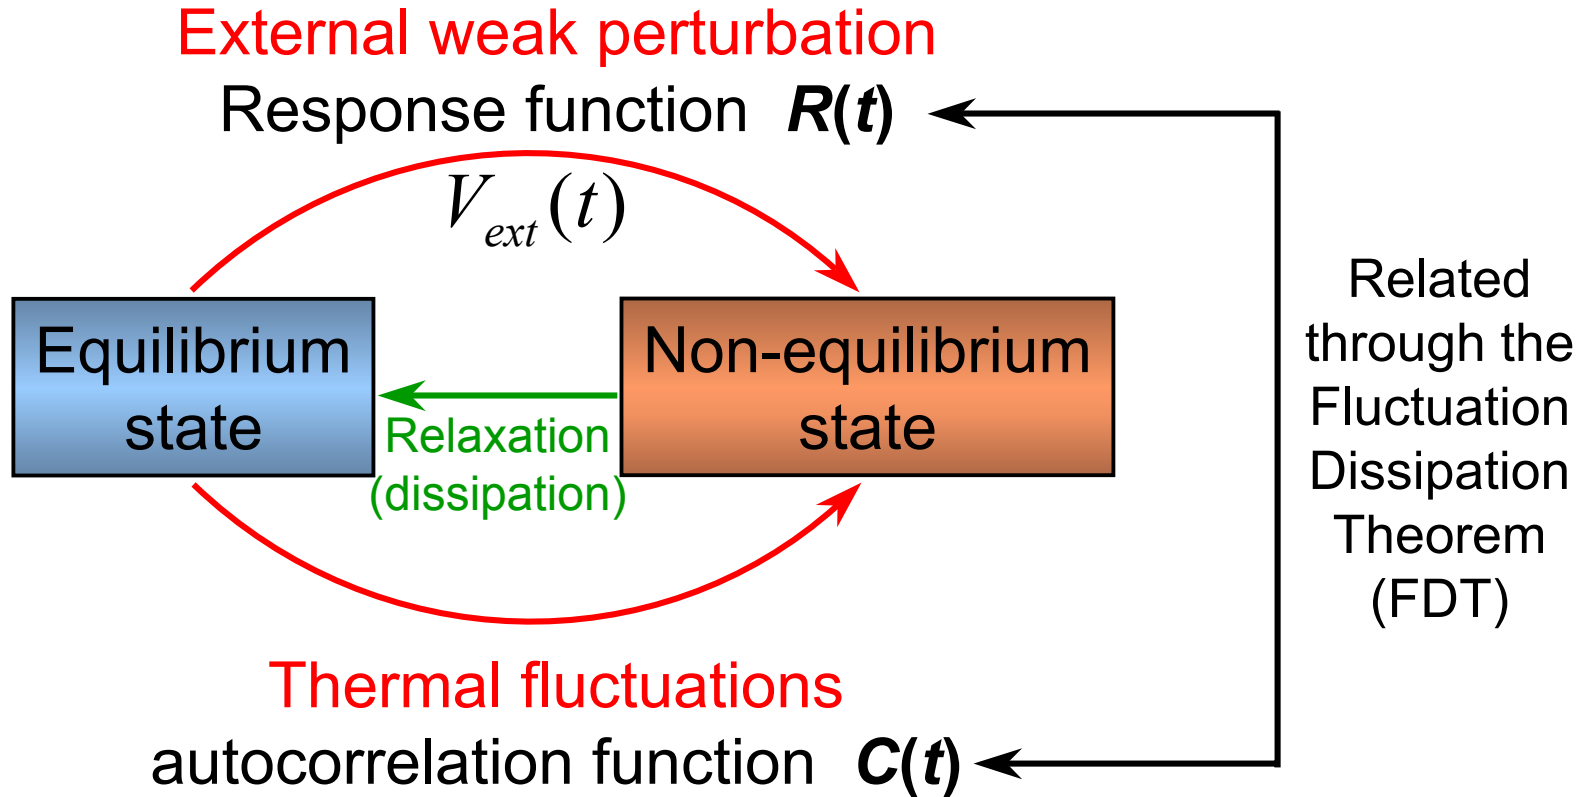 External weak perturbation
Response function R(t)
V_ext(t)
Equilibrium
state
Non-equilibrium
state
Relaxation
(dissipation)
Thermal fluctuations
autocorrelation function C(t)
Related
through the
Fluctuation
Dissipation
Theorem
(FDT)